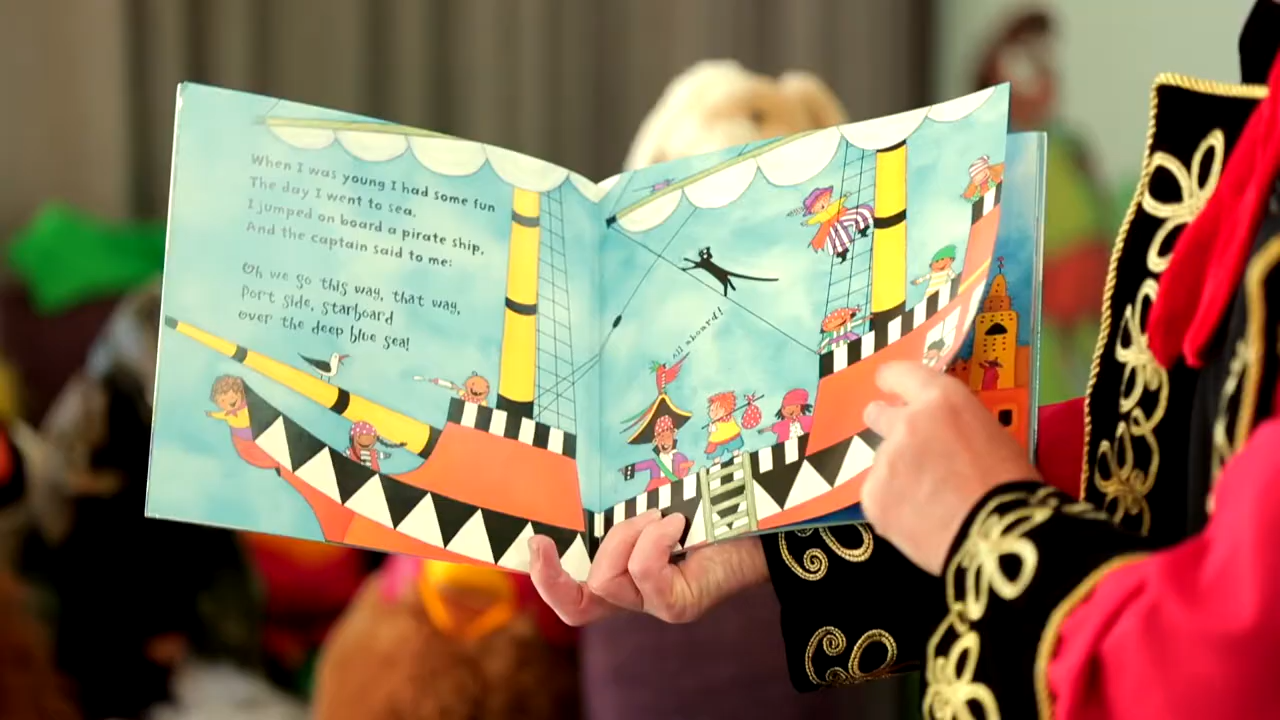 When I was young I had some fun
The day I went to sea.
I jumped on board a pirate ship,
And the captain said to me:
Oh we go this way, that way,
Port side, starboard
over the deep blue sea!
All aboard!